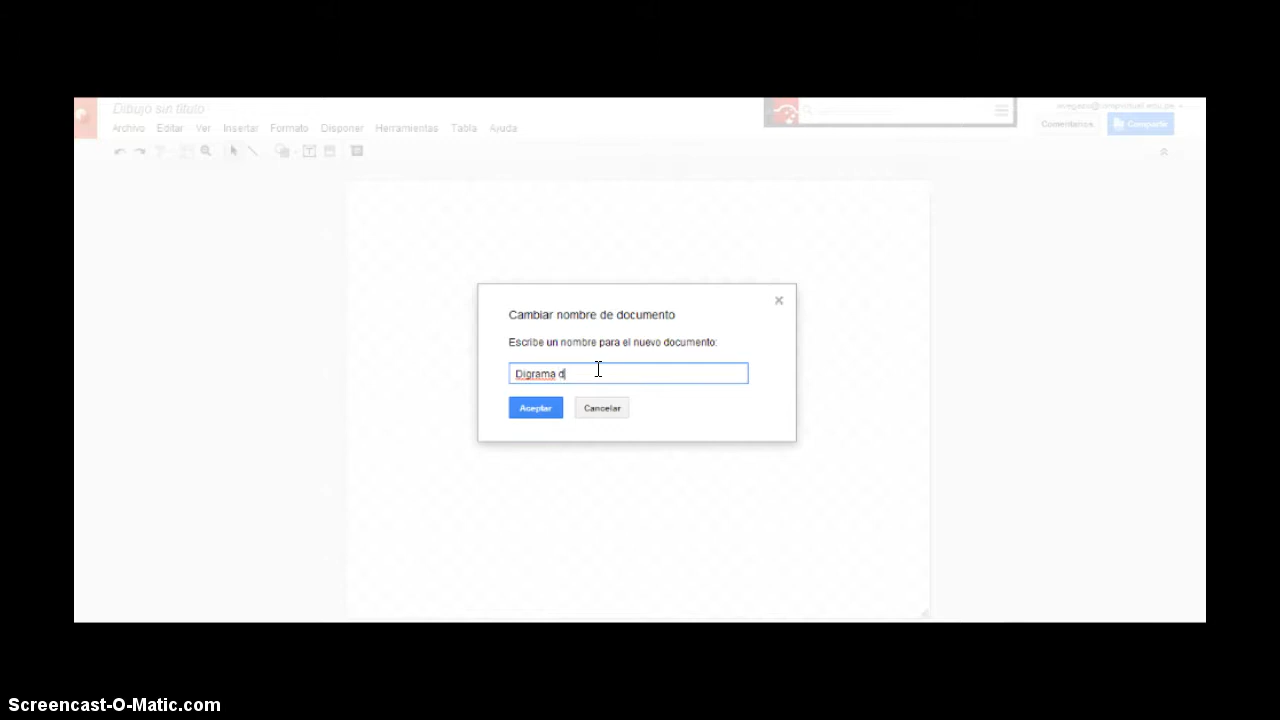 Dibujo sin título
Archivo Editar Ver Insertar Formato Disponer Herramientas Tabla Ayuda
Comentarios
Compartir
Cambiar nombre de documento
Escribe un nombre para el nuevo documento:
Digrama d
Aceptar Cancelar
Screencast-O-Matic.com